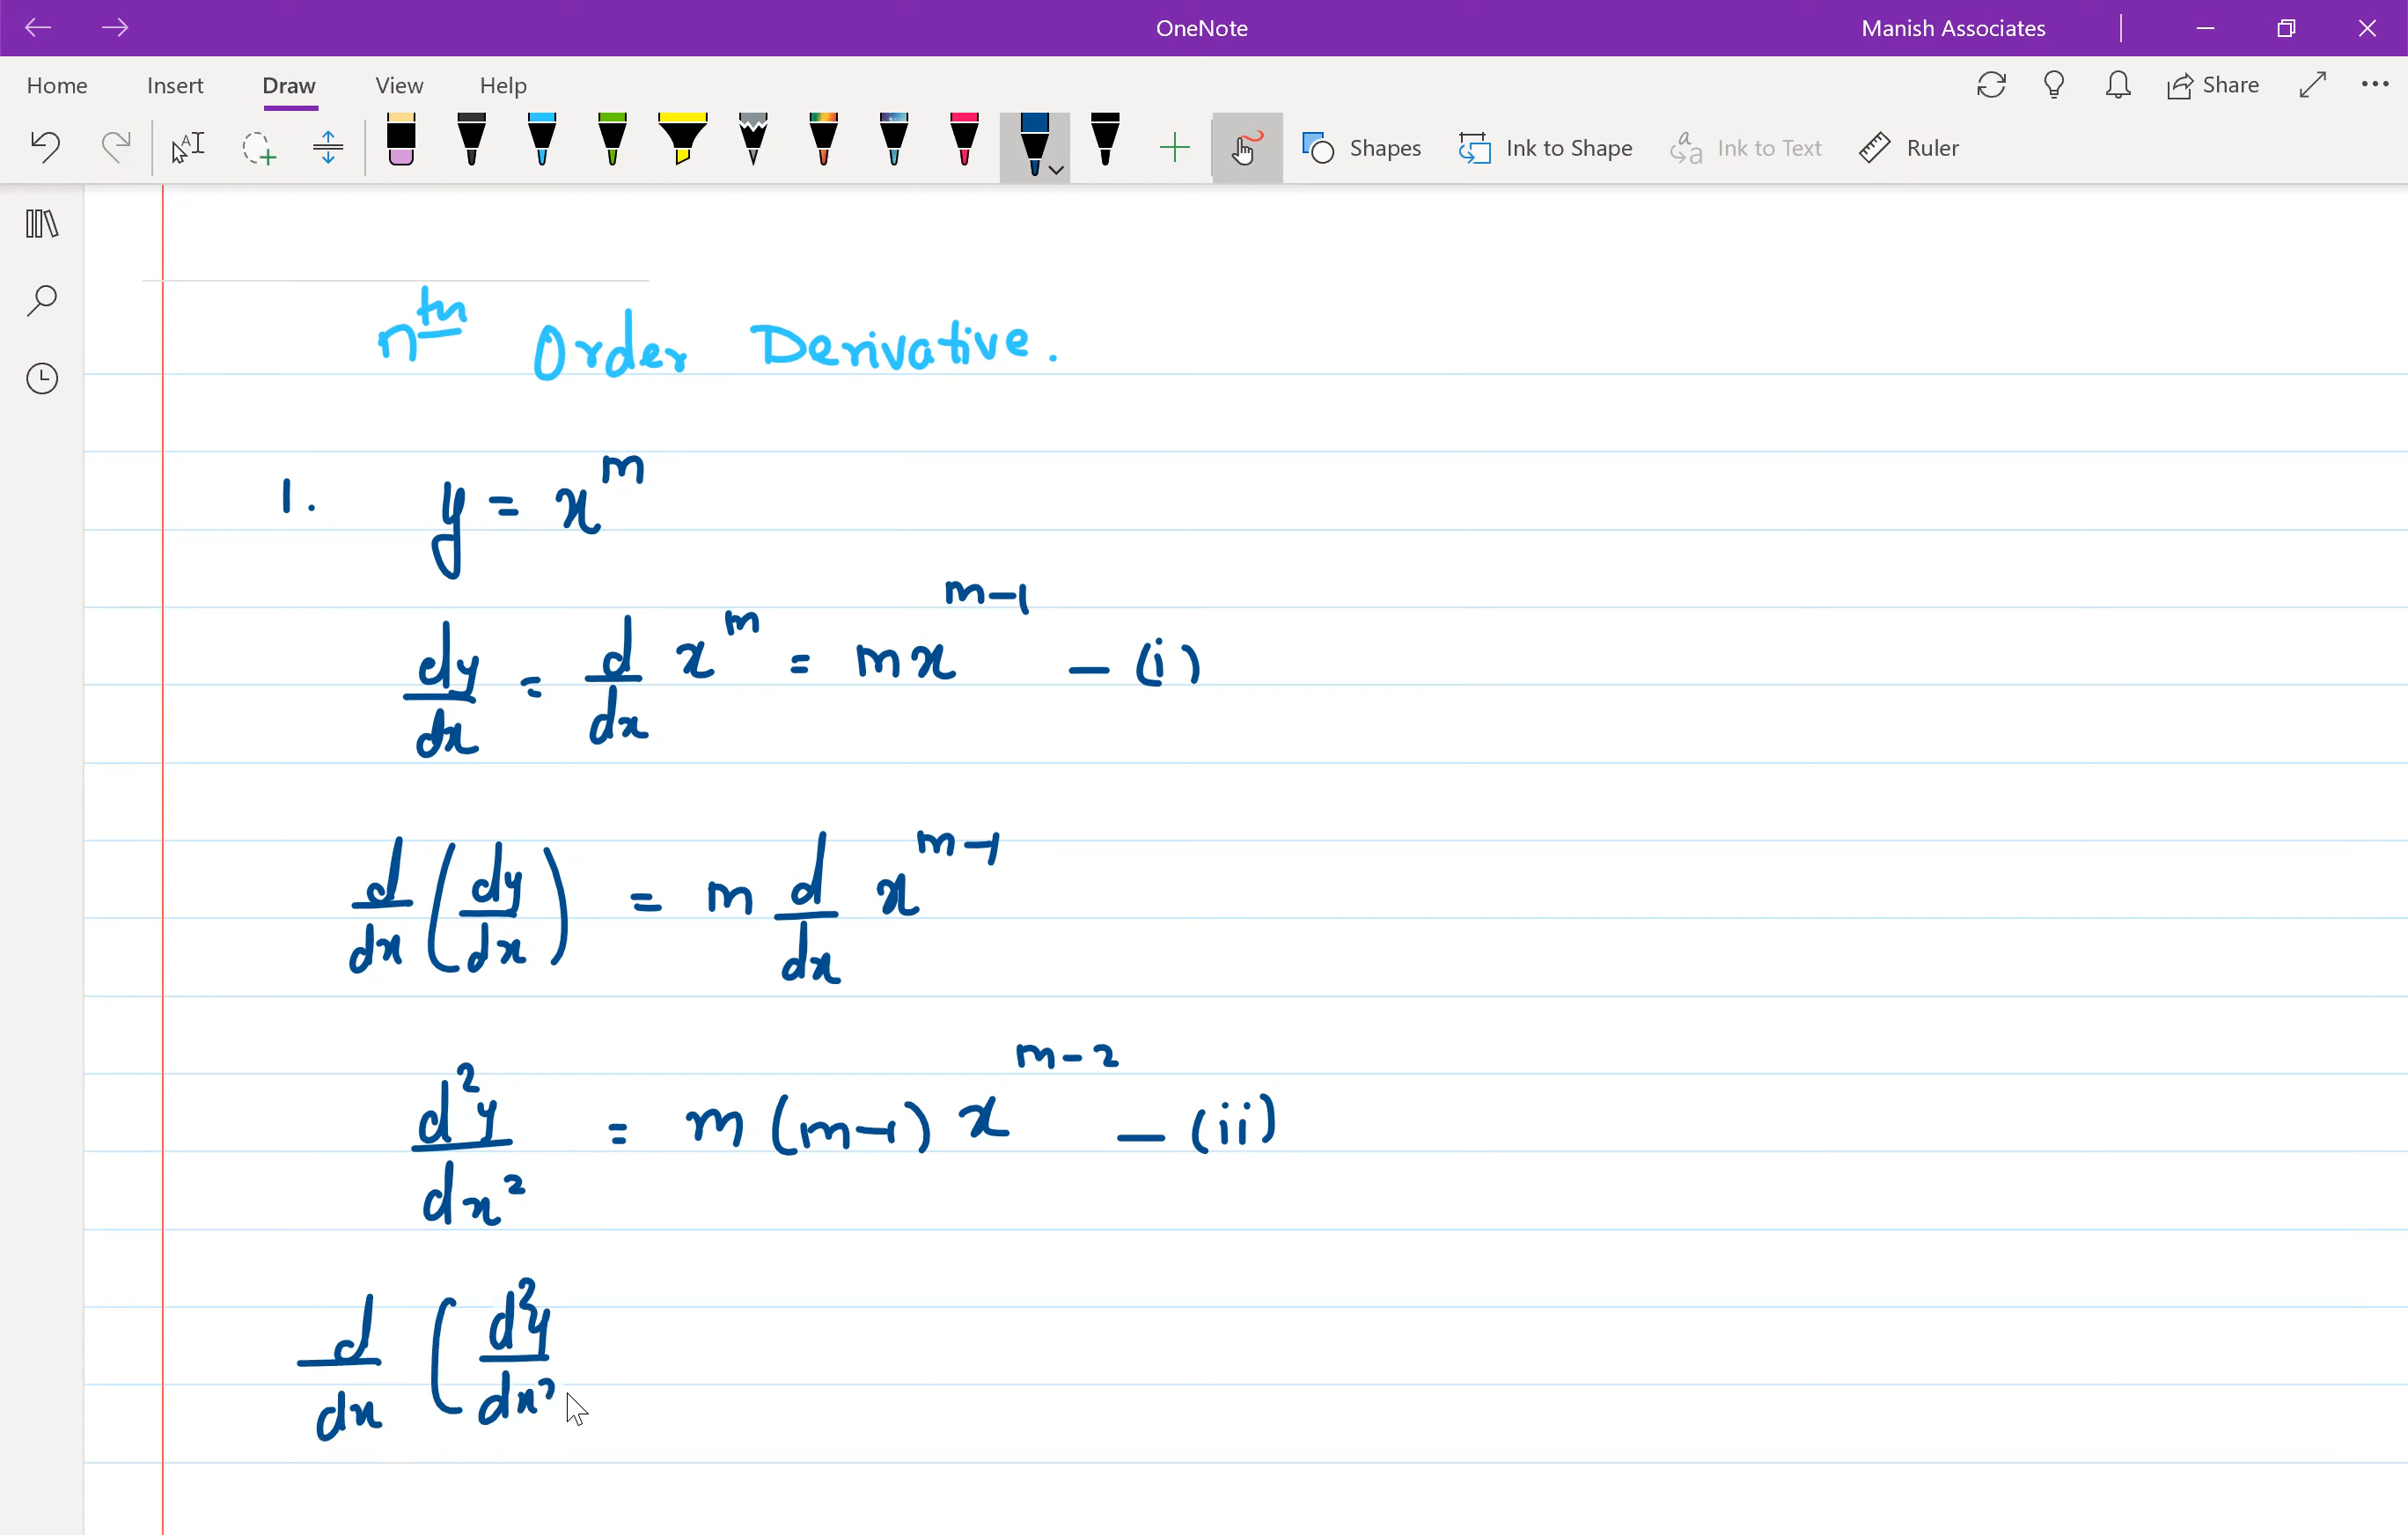 OneNote
Manish Associates
Home Insert Draw View Help
Share
Shapes Ink to Shape Ink to Text Ruler
nth Order Derivative.
1. y = x^m
dy/dx = d/dx x^m = mx^(m-1) — (i)
d/dx (dy/dx) = m d/dx x^(m-1)
d²y/dx² = m (m-1) x^(m-2) — (ii)
d/dx ( d²y/dx²